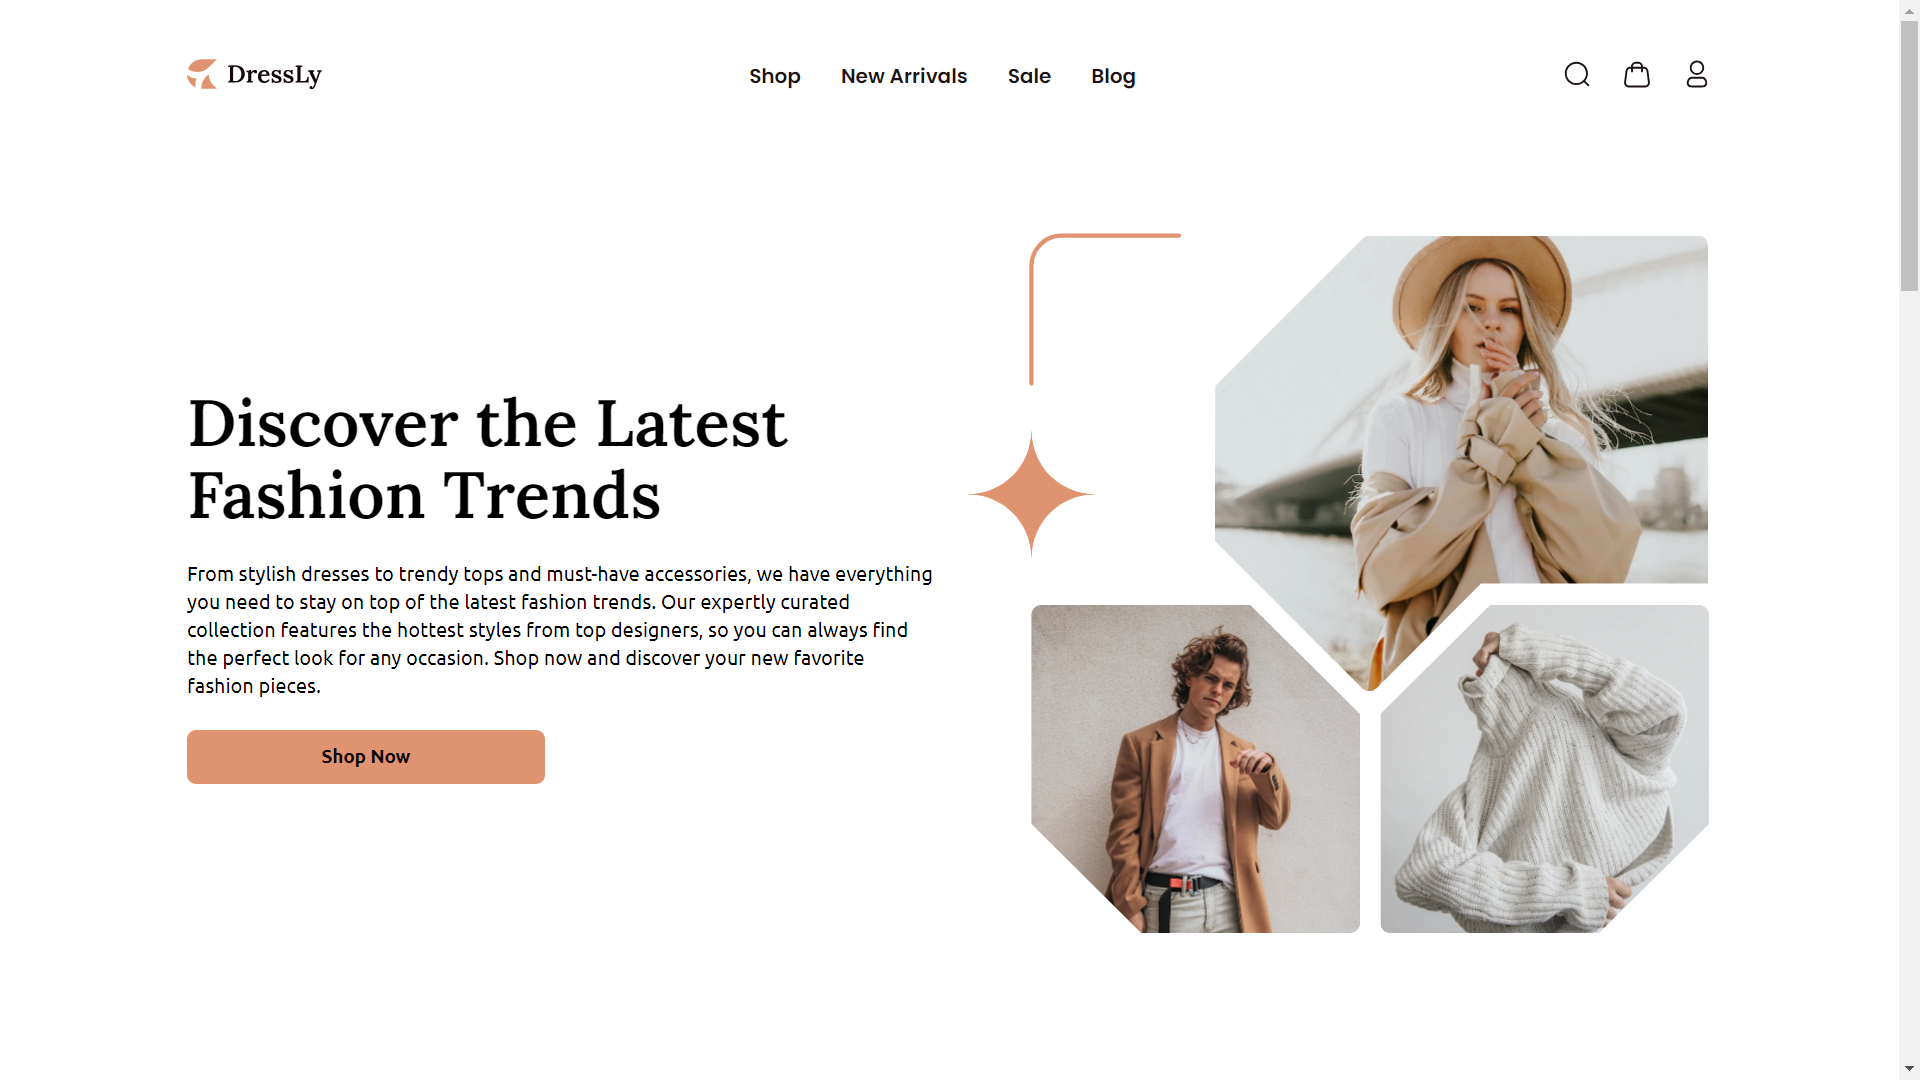 DressLy
Shop
New Arrivals
Sale
Blog
Discover the Latest
Fashion Trends
From stylish dresses to trendy tops and must-have accessories, we have everything
you need to stay on top of the latest fashion trends. Our expertly curated
collection features the hottest styles from top designers, so you can always find
the perfect look for any occasion. Shop now and discover your new favorite
fashion pieces.
Shop Now